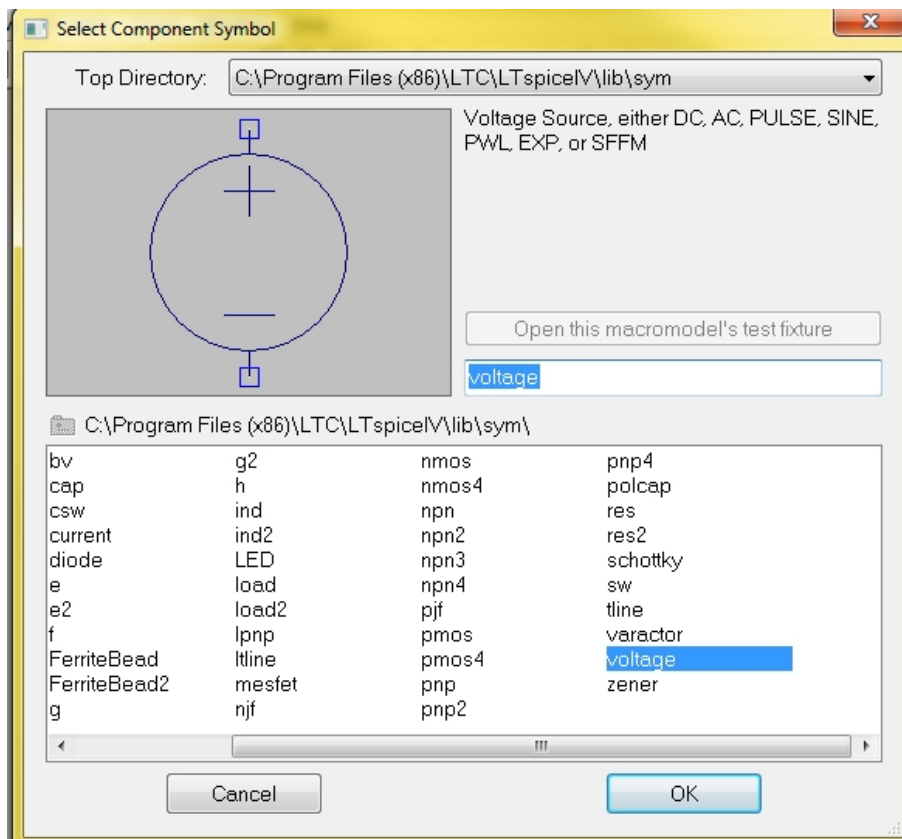 Select Component Symbol
Top Directory: C:\Program Files (x86)\LTC\LTspiceIV\lib\sym
Voltage Source, either DC, AC, PULSE, SINE,
PWL, EXP, or SFFM
Open this macromodel's test fixture
voltage
C:\Program Files (x86)\LTC\LTspiceIV\lib\sym\
bv g2 nmos pnp4
cap h nmos4 polcap
csw ind npn res
current ind2 npn2 res2
diode LED npn3 schottky
e load npn4 sw
e2 load2 pjf tline
f lpnp pmos varactor
FerriteBead ltline pmos4 voltage
FerriteBead2 mesfet pnp zener
g njf pnp2
Cancel OK